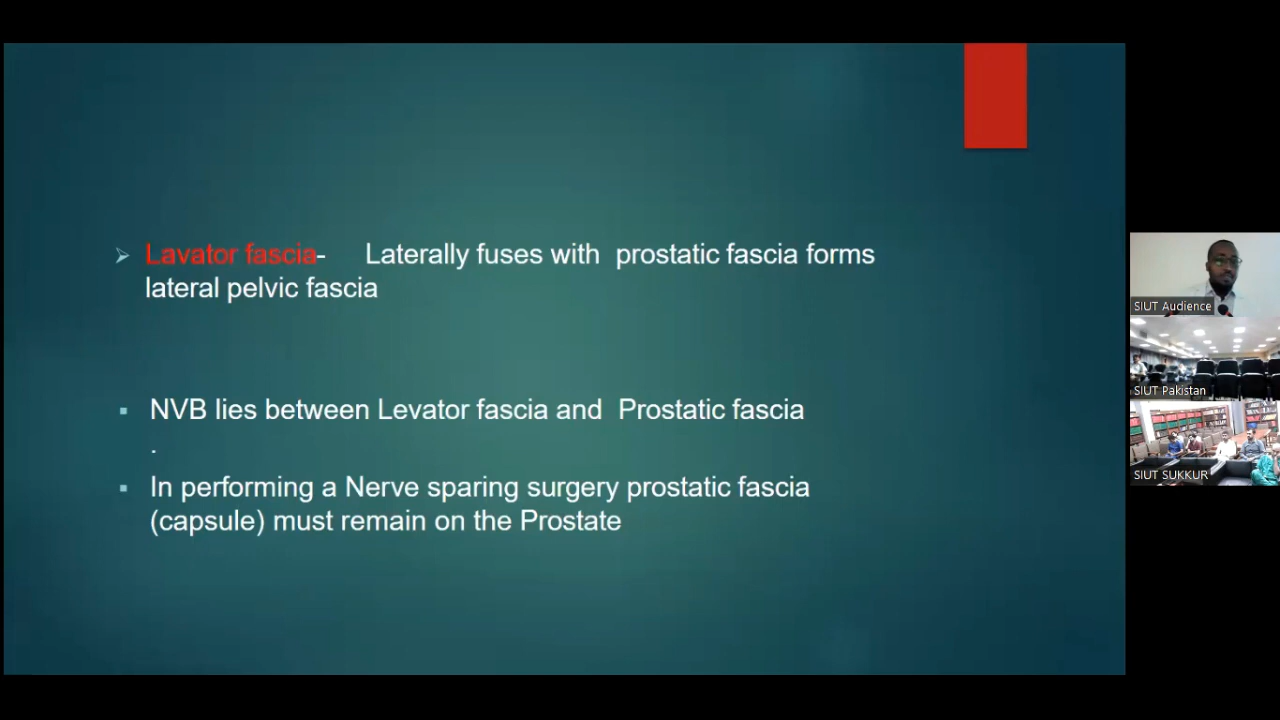 Lavator fascia- Laterally fuses with prostatic fascia forms
lateral pelvic fascia
NVB lies between Levator fascia and Prostatic fascia
.
In performing a Nerve sparing surgery prostatic fascia
(capsule) must remain on the Prostate
SIUT Audience
SIUT Pakistan
SIUT SUKKUR